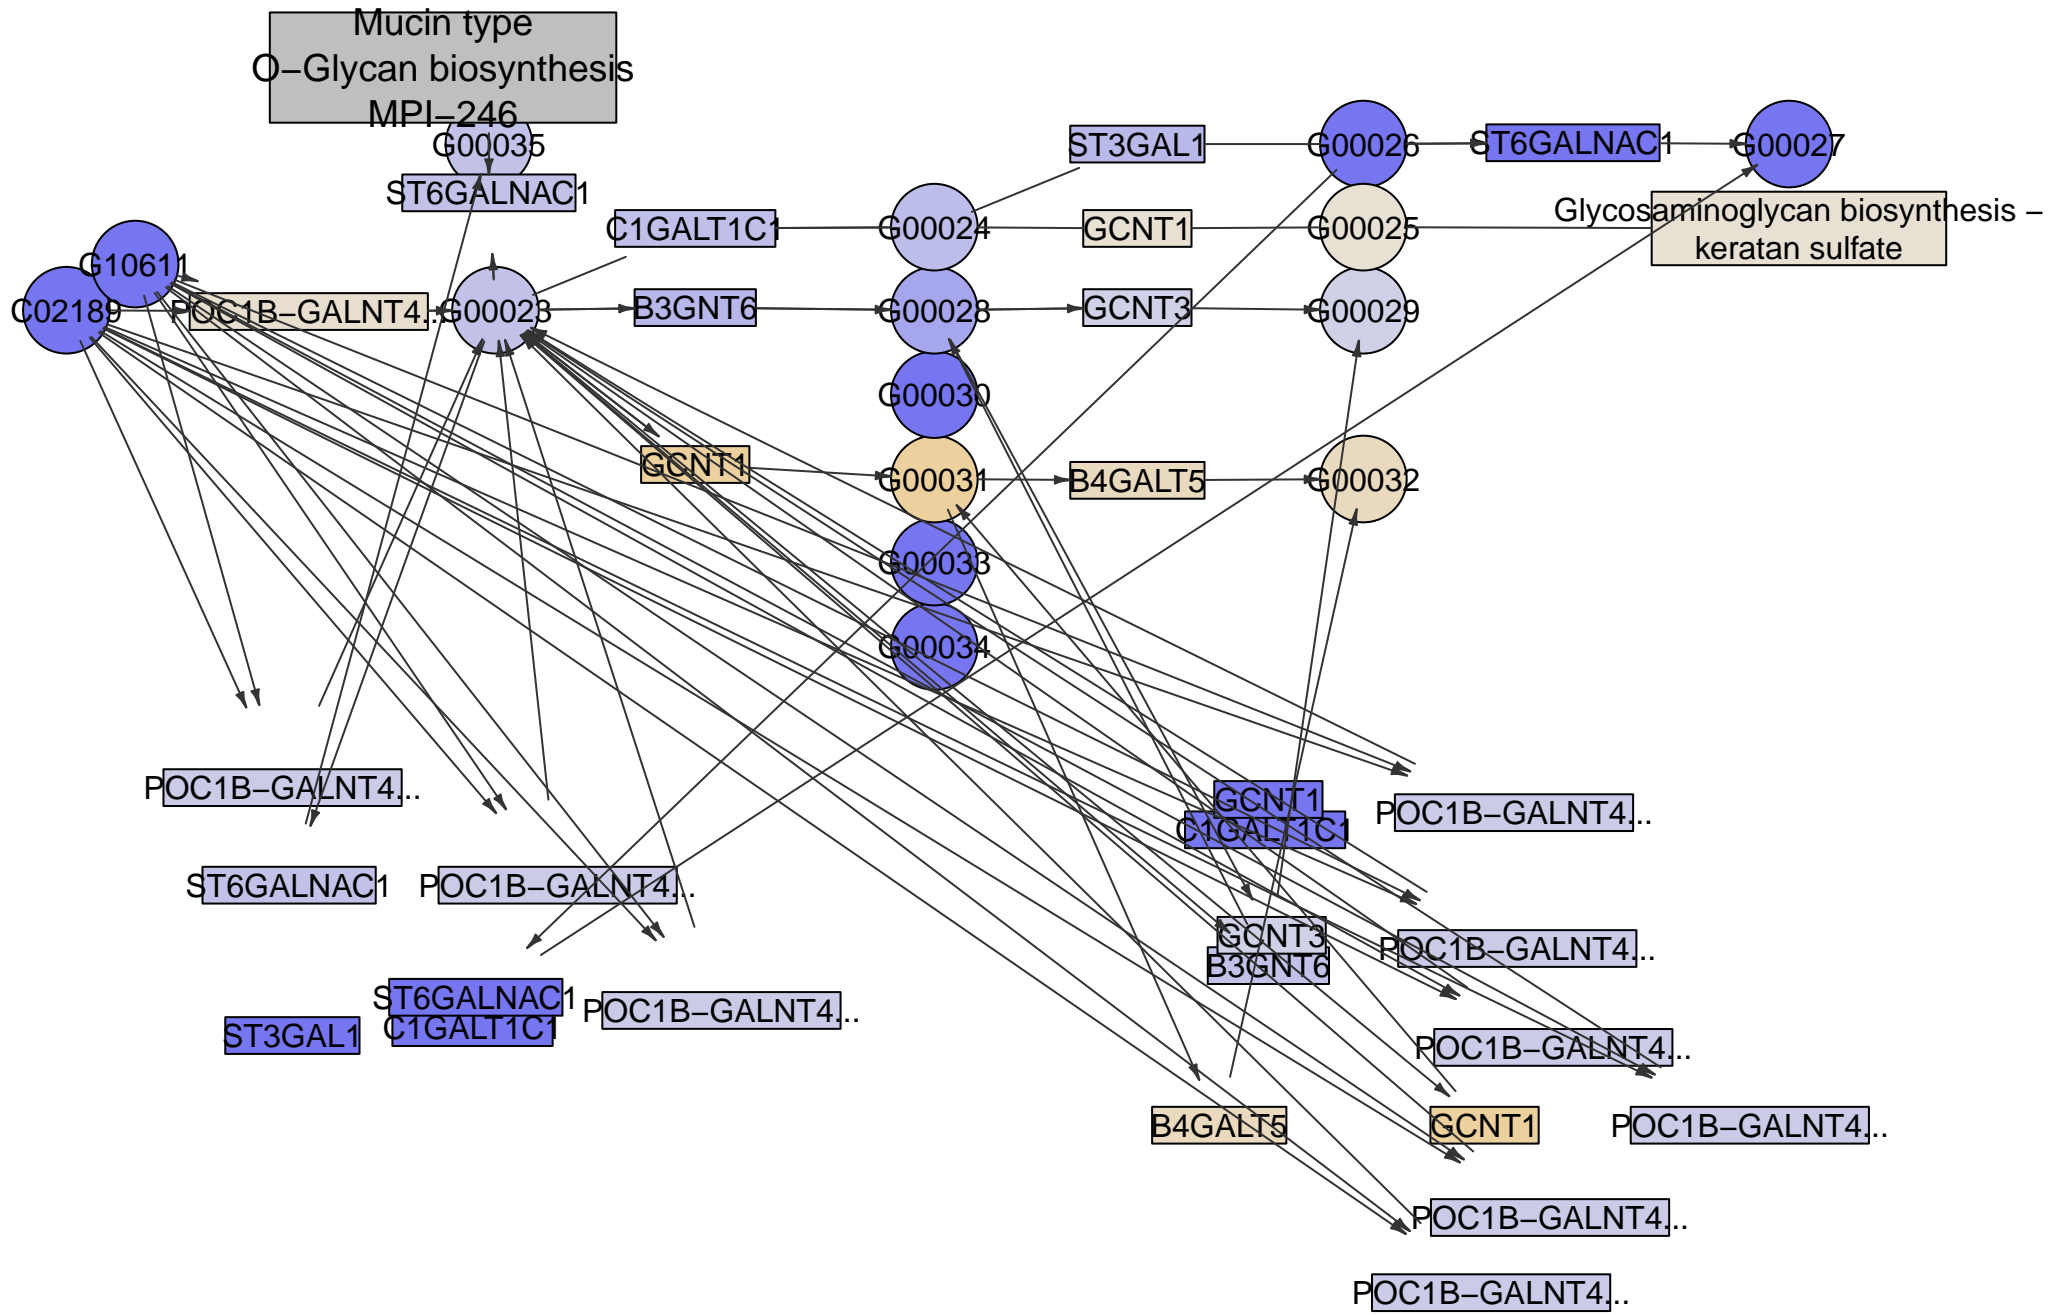 Mucin type
O−Glycan biosynthesis
MPI−246
G00035
ST3GAL1
G00026
ST6GALNAC1
G00027
ST6GALNAC1
C1GALT1C1
G00024
GCNT1
G00025
Glycosaminoglycan biosynthesis −
keratan sulfate
G10611
C02189
POC1B−GALNT4...
G00023
B3GNT6
G00028
GCNT3
G00029
G00030
GCNT1
G00031
B4GALT5
G00032
G00033
G00034
POC1B−GALNT4...
GCNT1
POC1B−GALNT4...
C1GALT1C1
ST6GALNAC1
POC1B−GALNT4...
GCNT3
POC1B−GALNT4...
B3GNT6
ST6GALNAC1
POC1B−GALNT4...
C1GALT1C1
ST3GAL1
POC1B−GALNT4...
B4GALT5
GCNT1
POC1B−GALNT4...
POC1B−GALNT4...
POC1B−GALNT4...